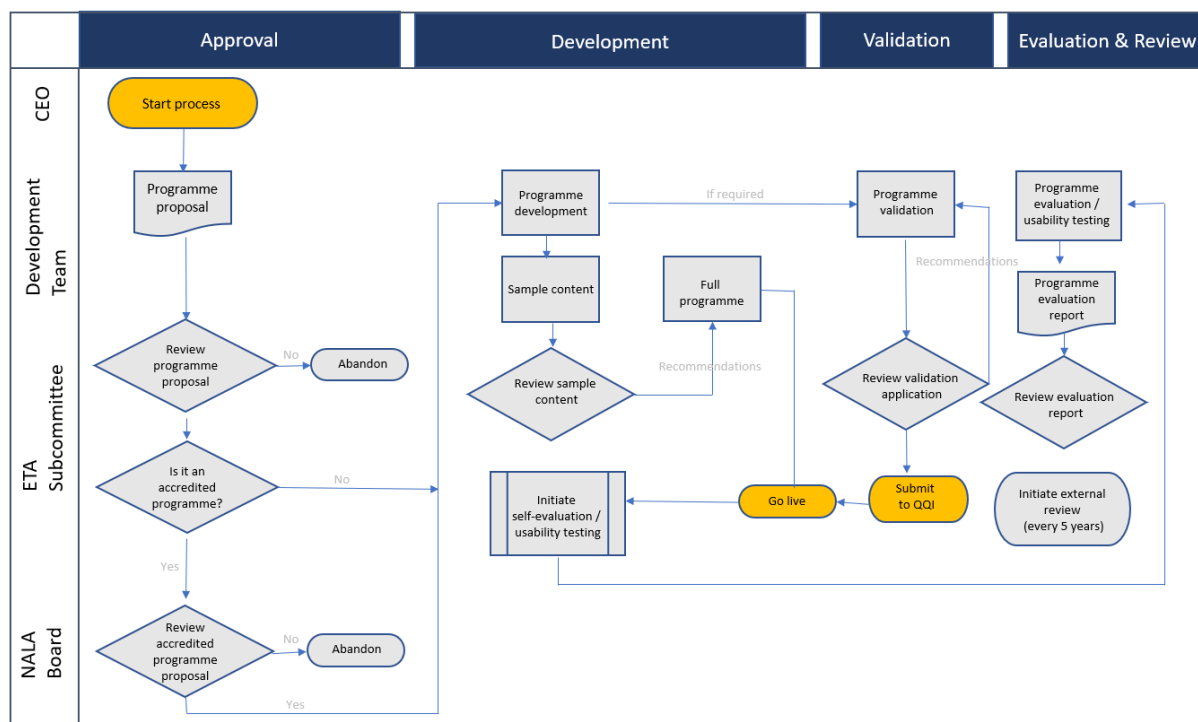 Approval
Development
Validation
Evaluation & Review
CEO
Start process
Development
Team
Programme
proposal
Programme
development
If required
Programme
validation
Programme
evaluation /
usability testing
Sample content
Full
programme
Recommendations
Programme
evaluation
report
ETA
Subcommittee
Review
programme
proposal
No
Abandon
Review sample
content
Recommendations
Review validation
application
Review evaluation
report
Is it an
accredited
programme?
No
Initiate
self-evaluation /
usability testing
Go live
Submit
to QQI
Initiate external
review
(every 5 years)
Yes
NALA
Board
Review
accredited
programme
proposal
No
Abandon
Yes